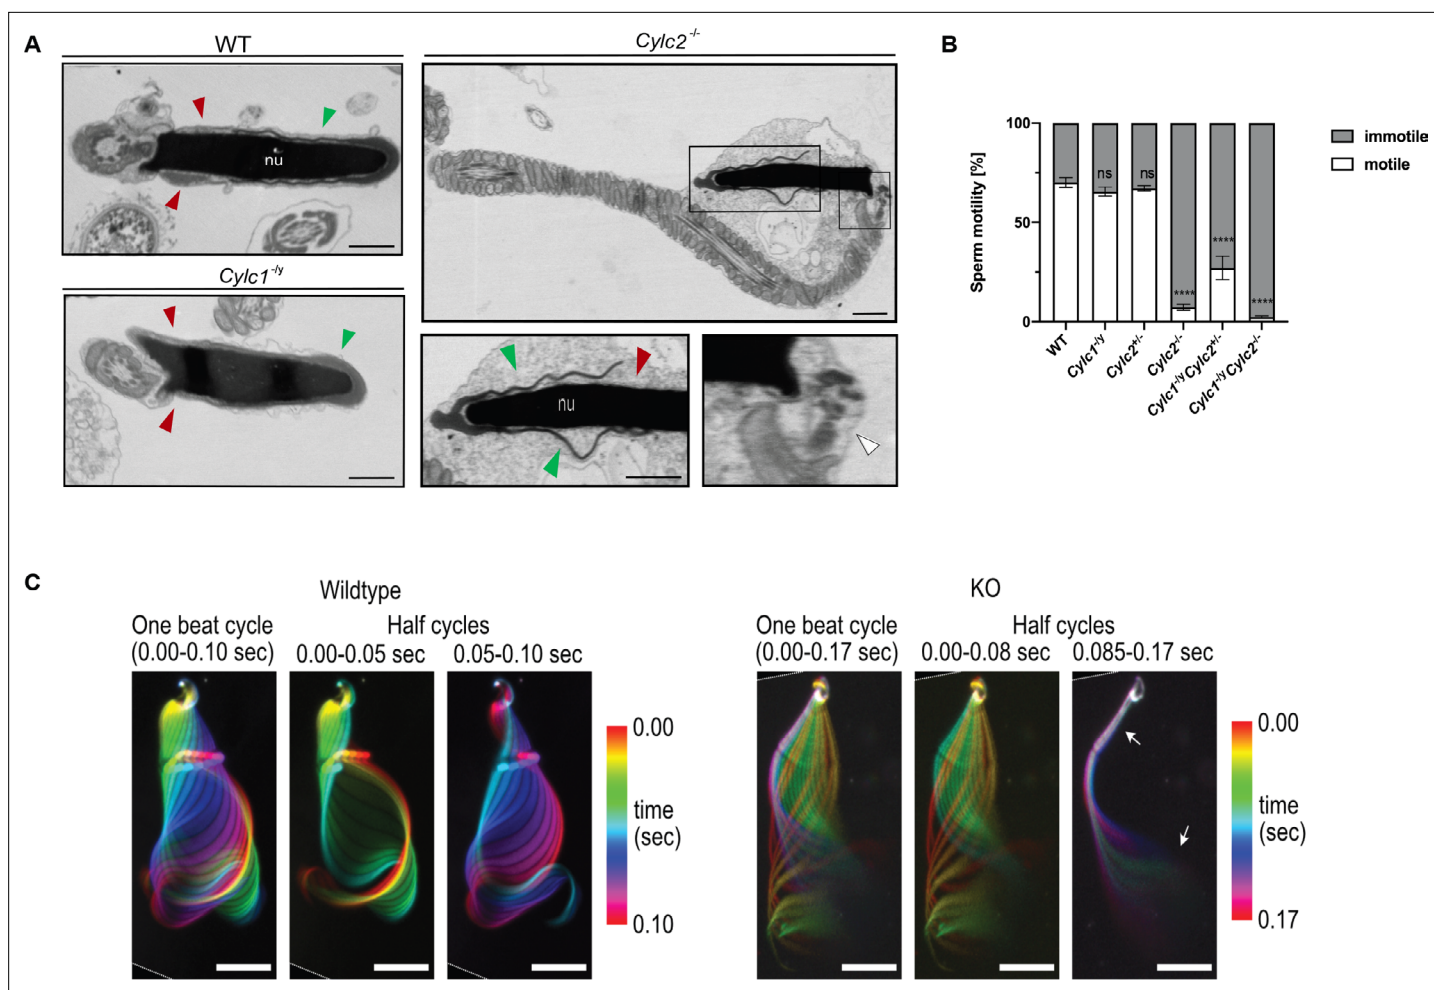 A
WT
Cylc2-/-
B
nu
Cylc1-/y
nu
100
50
0
Sperm motility [%]
ns
ns
****
****
****
WT
Cylc1-/y
Cylc2+/-
Cylc2-/-
Cylc1-/y Cylc2+/-
Cylc1-/y Cylc2-/-
immotile
motile
C
Wildtype
One beat cycle
(0.00-0.10 sec)
Half cycles
0.00-0.05 sec
0.05-0.10 sec
0.00
time
(sec)
0.10
KO
One beat cycle
(0.00-0.17 sec)
Half cycles
0.00-0.08 sec
0.085-0.17 sec
0.00
time
(sec)
0.17